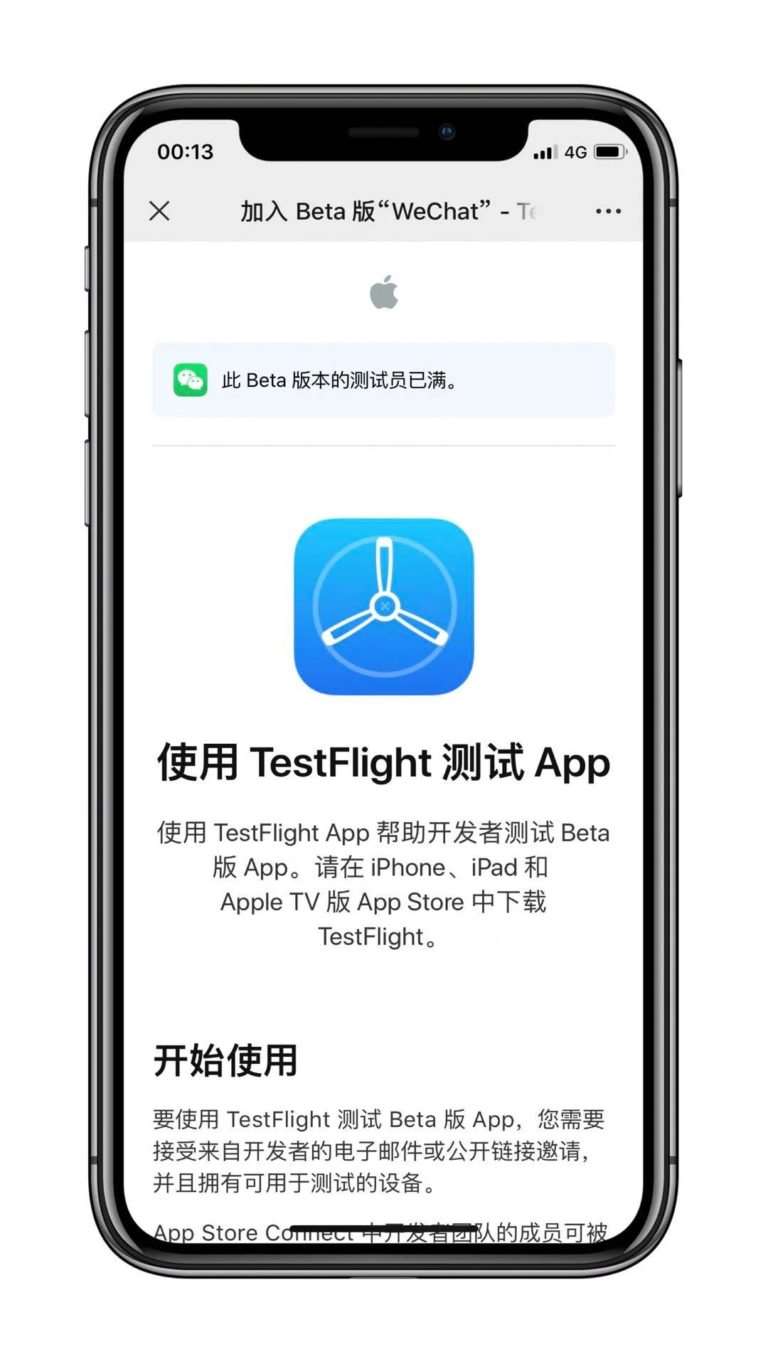 00:13
4G
加入 Beta 版“WeChat” - Te
此 Beta 版本的测试员已满。
使用 TestFlight 测试 App
使用 TestFlight App 帮助开发者测试 Beta
版 App。请在 iPhone、iPad 和
Apple TV 版 App Store 中下载
TestFlight。
开始使用
要使用 TestFlight 测试 Beta 版 App，您需要
接受来自开发者的电子邮件或公开链接邀请，
并且拥有可用于测试的设备。
App Store Connect 中开发者团队的成员可被